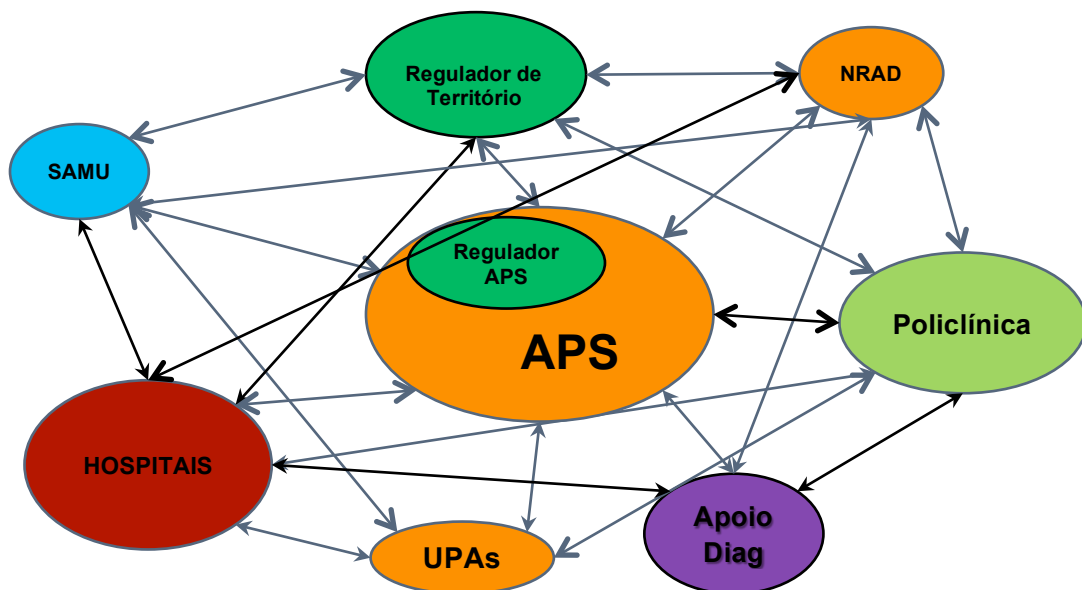 Regulador de
Território
NRAD
SAMU
Regulador
APS
APS
Policlínica
HOSPITAIS
UPAs
Apoio
Diag